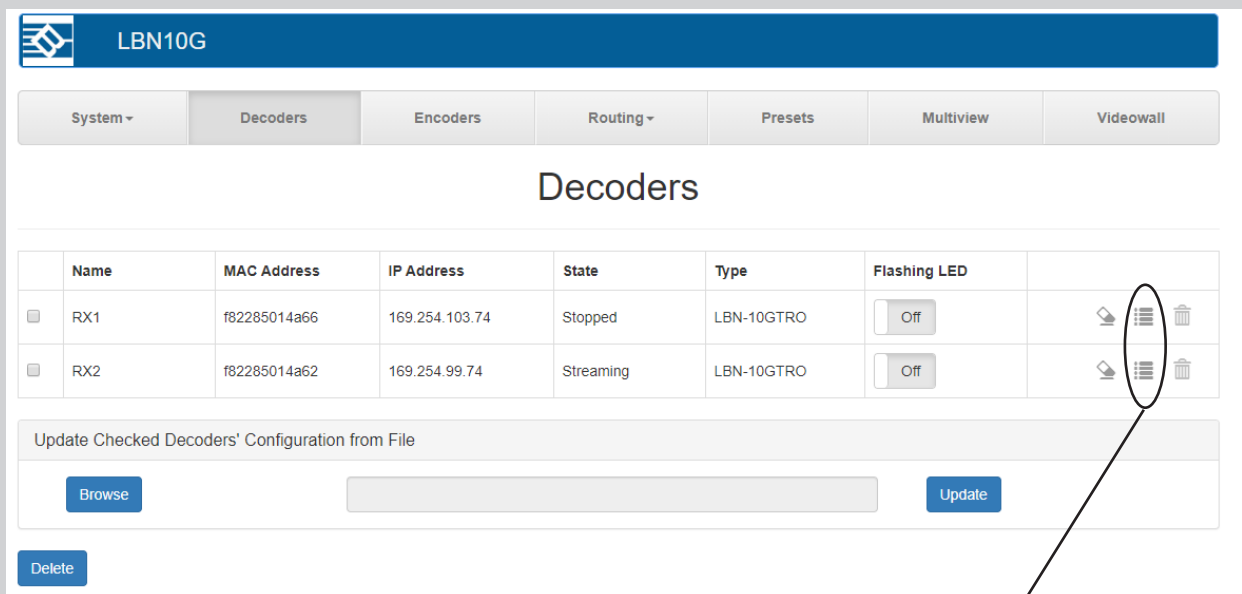 LBN10G
System Decoders Encoders Routing Presets Multiview Videowall
Decoders
Name MAC Address IP Address State Type Flashing LED
RX1 f82285014a66 169.254.103.74 Stopped LBN-10GTRO Off
RX2 f82285014a62 169.254.99.74 Streaming LBN-10GTRO Off
Update Checked Decoders' Configuration from File
Browse Update
Delete